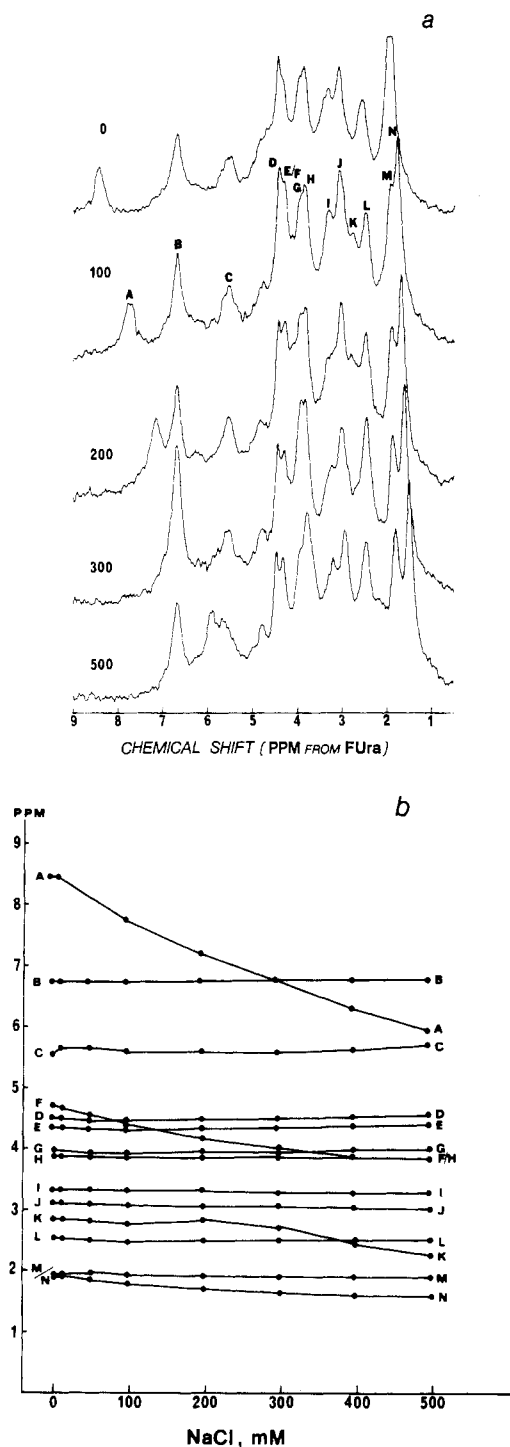 a
0
N
D
E/F
G
H
J
M
I
K
L
B
100
C
A
200
300
500
9 8 7 6 5 4 3 2 1
CHEMICAL SHIFT (PPM FROM FUra)
b
PPM
9
A
8
7
B B
6 A
C C
5
F
D D
E E
4 G G
H F/H
I I
3 J J
K
L L
K
2 M/N M
N
1
0 100 200 300 400 500
NaCl, mM